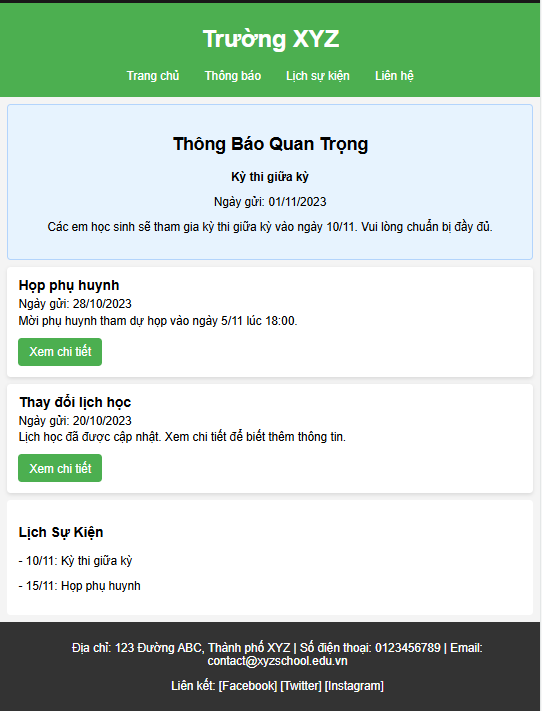 Trường XYZ
Trang chủ Thông báo Lịch sự kiện Liên hệ
Thông Báo Quan Trọng
Kỳ thi giữa kỳ
Ngày gửi: 01/11/2023
Các em học sinh sẽ tham gia kỳ thi giữa kỳ vào ngày 10/11. Vui lòng chuẩn bị đầy đủ.
Họp phụ huynh
Ngày gửi: 28/10/2023
Mời phụ huynh tham dự họp vào ngày 5/11 lúc 18:00.
Xem chi tiết
Thay đổi lịch học
Ngày gửi: 20/10/2023
Lịch học đã được cập nhật. Xem chi tiết để biết thêm thông tin.
Xem chi tiết
Lịch Sự Kiện
- 10/11: Kỳ thi giữa kỳ
- 15/11: Họp phụ huynh
Địa chỉ: 123 Đường ABC, Thành phố XYZ | Số điện thoại: 0123456789 | Email:
contact@xyzschool.edu.vn
Liên kết: [Facebook] [Twitter] [Instagram]